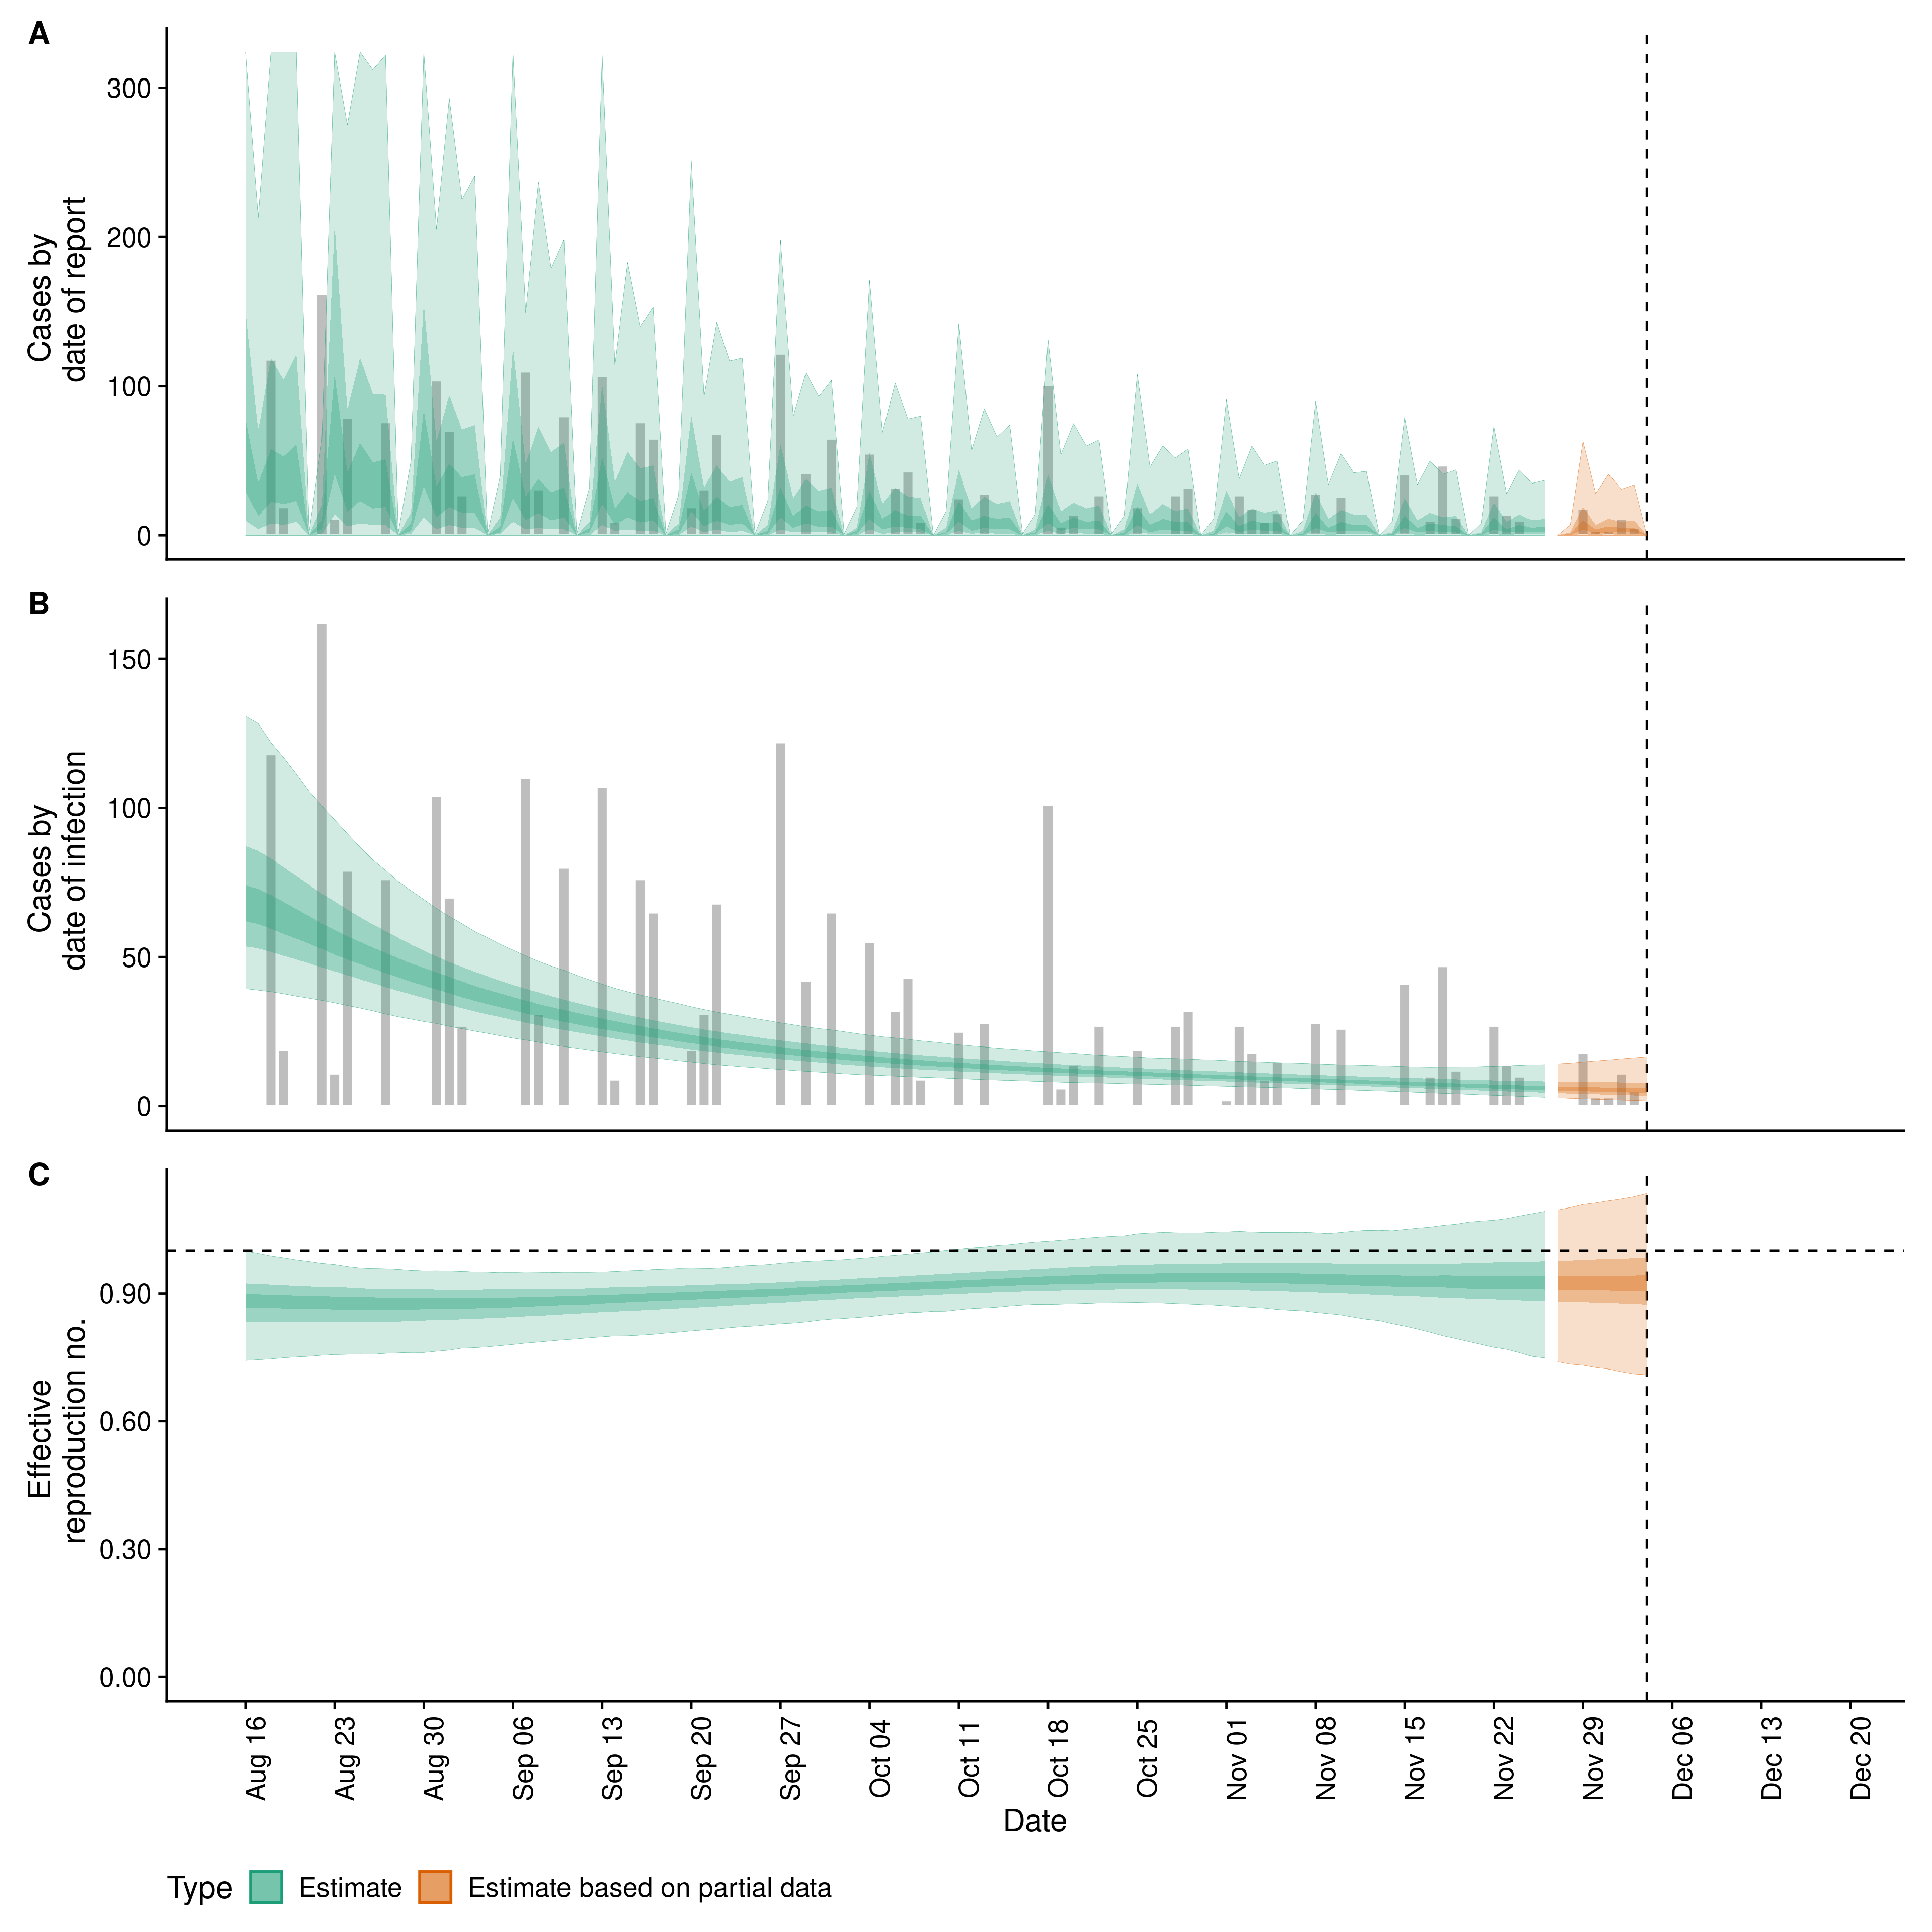 A
Cases by
date of report
300
200
100
0
B
Cases by
date of infection
150
100
50
0
C
Effective
reproduction no.
0.90
0.60
0.30
0.00
Aug 16
Aug 23
Aug 30
Sep 06
Sep 13
Sep 20
Sep 27
Oct 04
Oct 11
Oct 18
Oct 25
Nov 01
Nov 08
Nov 15
Nov 22
Nov 29
Dec 06
Dec 13
Dec 20
Date
Type
Estimate
Estimate based on partial data